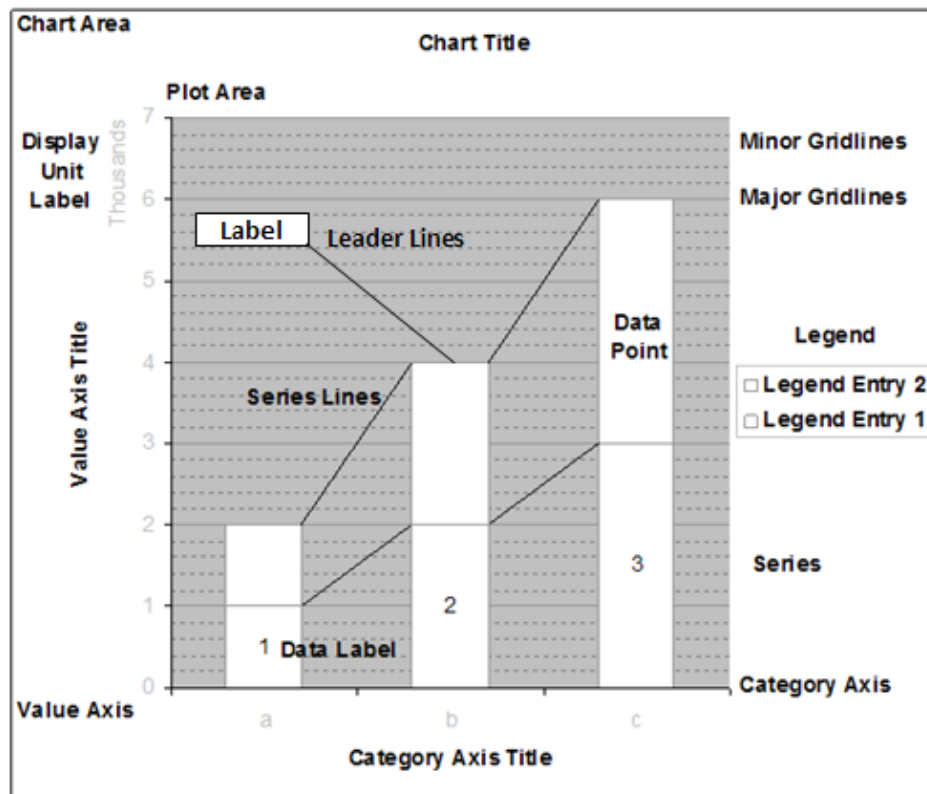 Chart Area
Chart Title
Plot Area
7
Display
Unit
Label
Thousands
Minor Gridlines
6
Major Gridlines
Label
Leader Lines
5
Value Axis Title
Data
Point
Legend
4
Legend Entry 2
Series Lines
Legend Entry 1
3
2
3
Series
2
1
1
Data Label
0
Category Axis
Value Axis
a
b
c
Category Axis Title